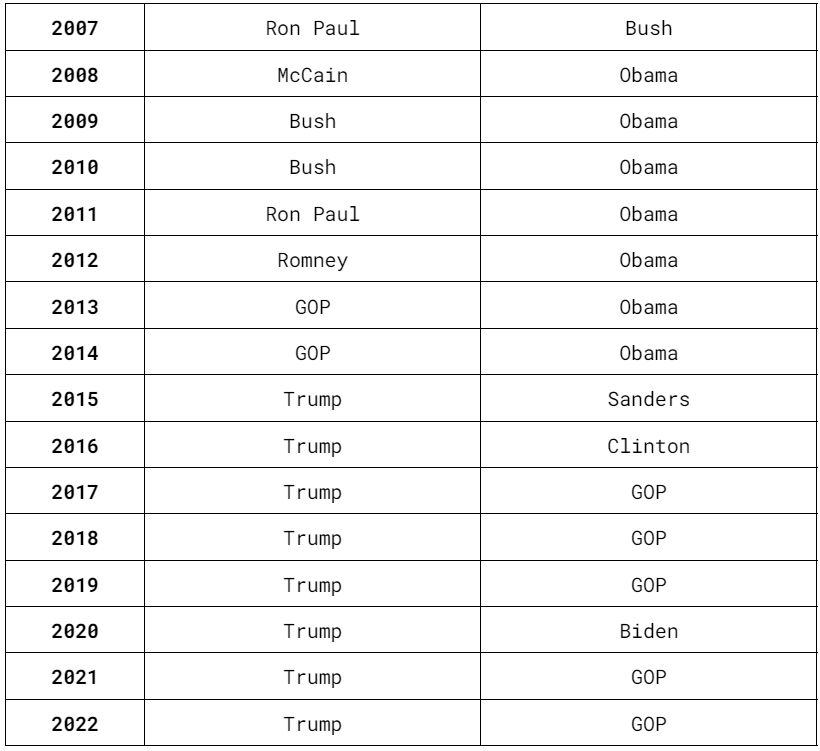 2007 Ron Paul Bush
2008 McCain Obama
2009 Bush Obama
2010 Bush Obama
2011 Ron Paul Obama
2012 Romney Obama
2013 GOP Obama
2014 GOP Obama
2015 Trump Sanders
2016 Trump Clinton
2017 Trump GOP
2018 Trump GOP
2019 Trump GOP
2020 Trump Biden
2021 Trump GOP
2022 Trump GOP